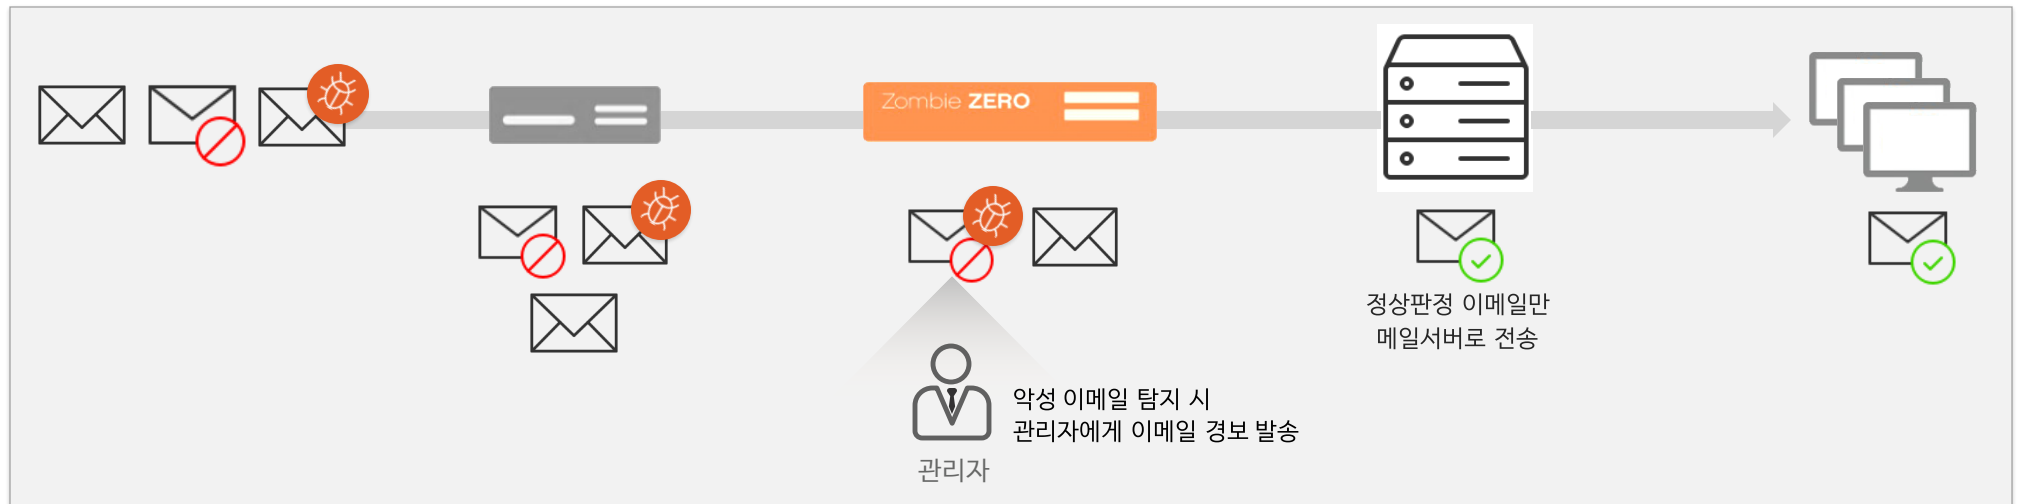 Zombie ZERO
정상판정 이메일만
메일서버로 전송
악성 이메일 탐지 시
관리자에게 이메일 경보 발송
관리자